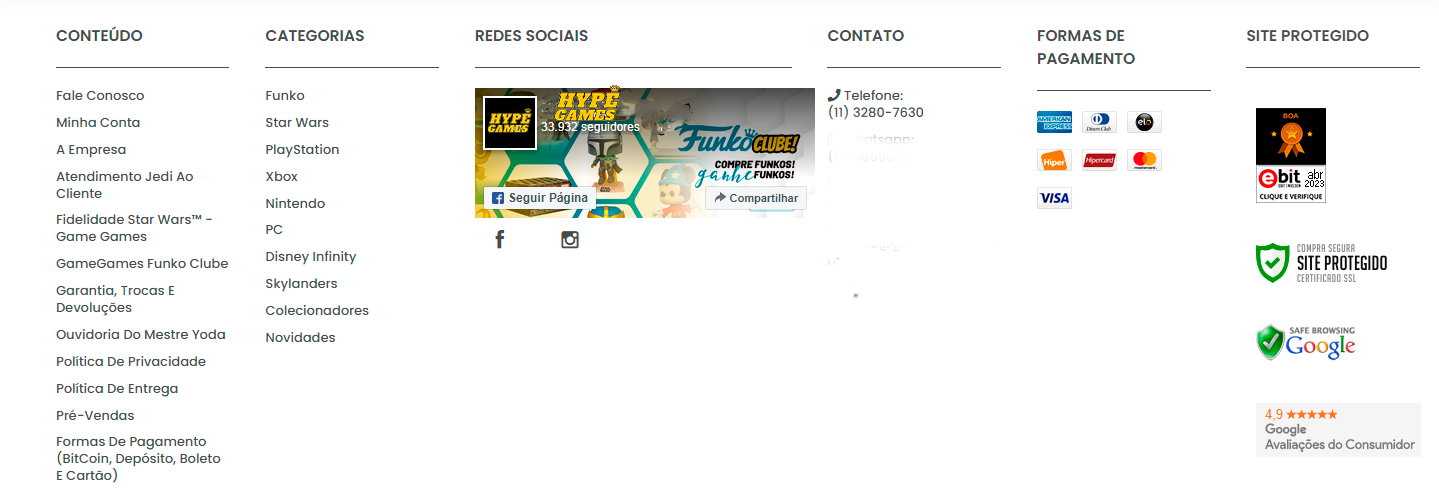 CONTEÚDO
Fale Conosco
Minha Conta
A Empresa
Atendimento Jedi Ao
Cliente
Fidelidade Star Wars™ -
Game Games
GameGames Funko Clube
Garantia, Trocas E
Devoluções
Ouvidoria Do Mestre Yoda
Política De Privacidade
Política De Entrega
Pré-Vendas
Formas De Pagamento
(BitCoin, Depósito, Boleto
E Cartão)
CATEGORIAS
Funko
Star Wars
PlayStation
Xbox
Nintendo
PC
Disney Infinity
Skylanders
Colecionadores
Novidades
REDES SOCIAIS
HYPE
GAMES
HYPE
GAMES
33.932 seguidores
Funko CLUBE!
COMPRE FUNKOS!
ganhe FUNKOS!
Seguir Página
Compartilhar
CONTATO
Telefone:
(11) 3280-7630
FORMAS DE
PAGAMENTO
AMERICAN
EXPRESS
Diners Club
elo
Hiper
Hipercard
mastercard
VISA
SITE PROTEGIDO
BOA
ebit abr
2023
EBIT | NIELSEN
CLIQUE E VERIFIQUE
COMPRA SEGURA
SITE PROTEGIDO
CERTIFICADO SSL
SAFE BROWSING
Google
4,9 ★★★★★
Google
Avaliações do Consumidor